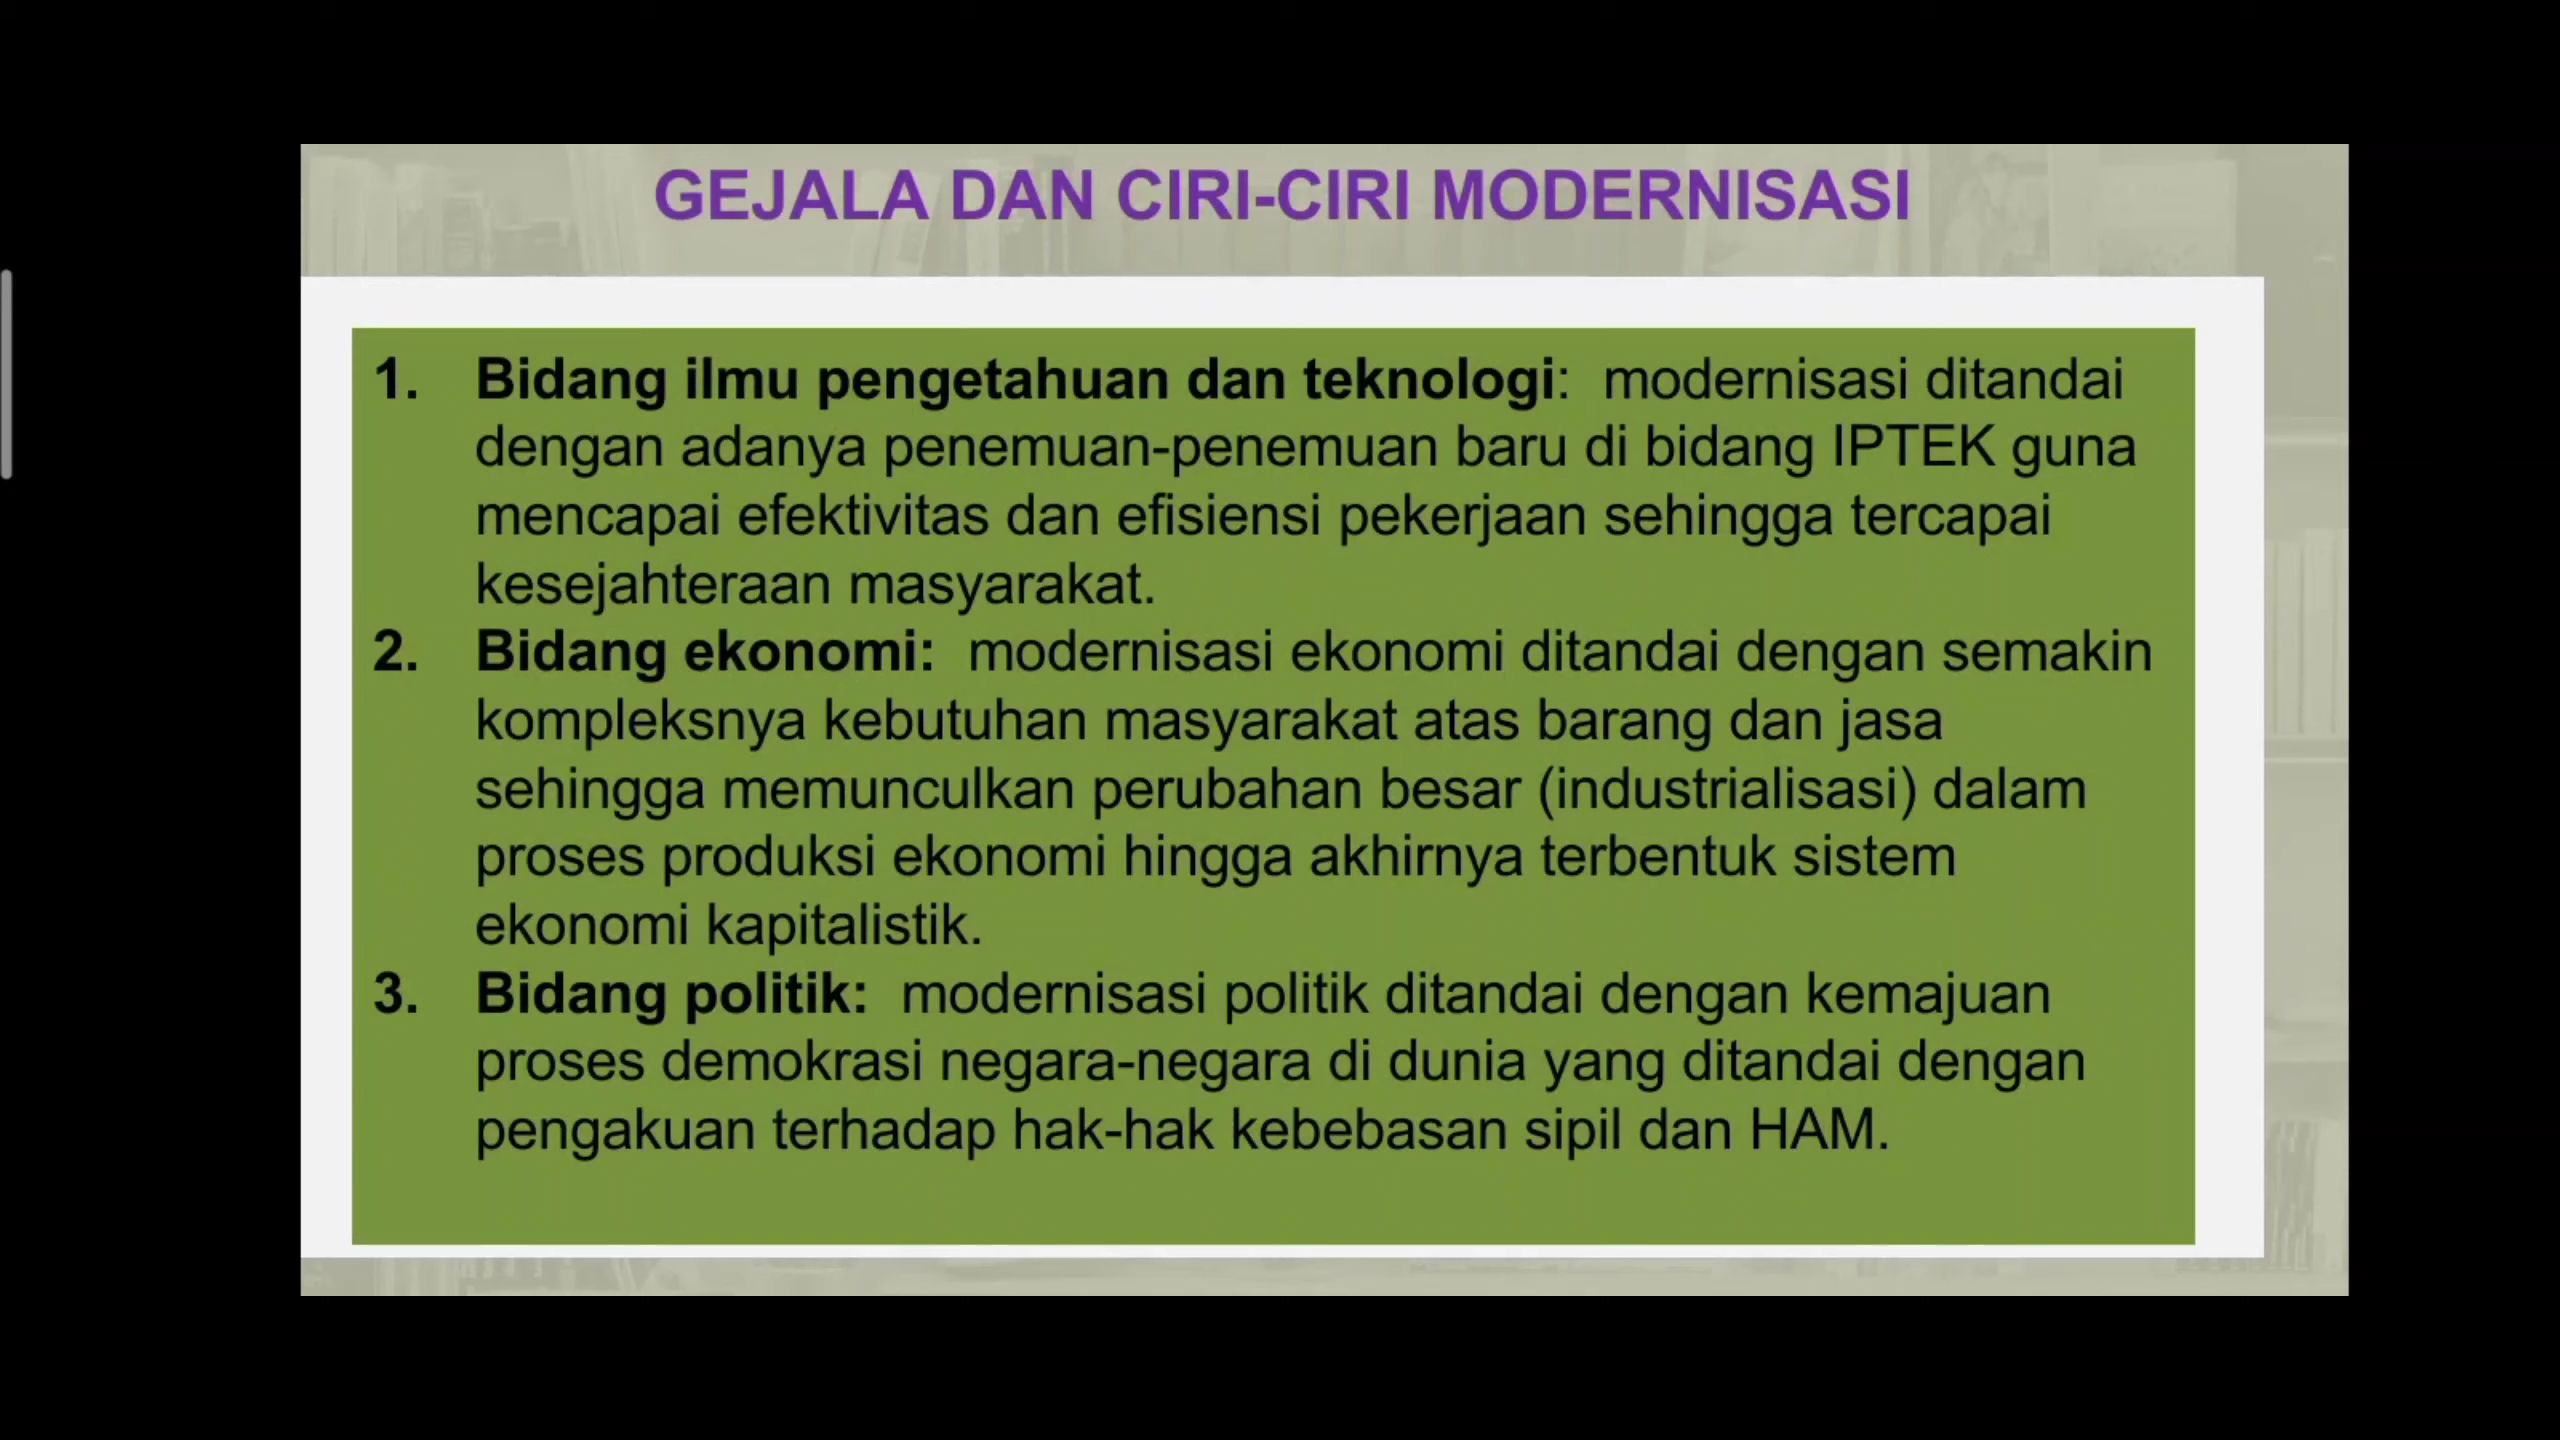 GEJALA DAN CIRI-CIRI MODERNISASI
1. Bidang ilmu pengetahuan dan teknologi: modernisasi ditandai
dengan adanya penemuan-penemuan baru di bidang IPTEK guna
mencapai efektivitas dan efisiensi pekerjaan sehingga tercapai
kesejahteraan masyarakat.
2. Bidang ekonomi: modernisasi ekonomi ditandai dengan semakin
kompleksnya kebutuhan masyarakat atas barang dan jasa
sehingga memunculkan perubahan besar (industrialisasi) dalam
proses produksi ekonomi hingga akhirnya terbentuk sistem
ekonomi kapitalistik.
3. Bidang politik: modernisasi politik ditandai dengan kemajuan
proses demokrasi negara-negara di dunia yang ditandai dengan
pengakuan terhadap hak-hak kebebasan sipil dan HAM.